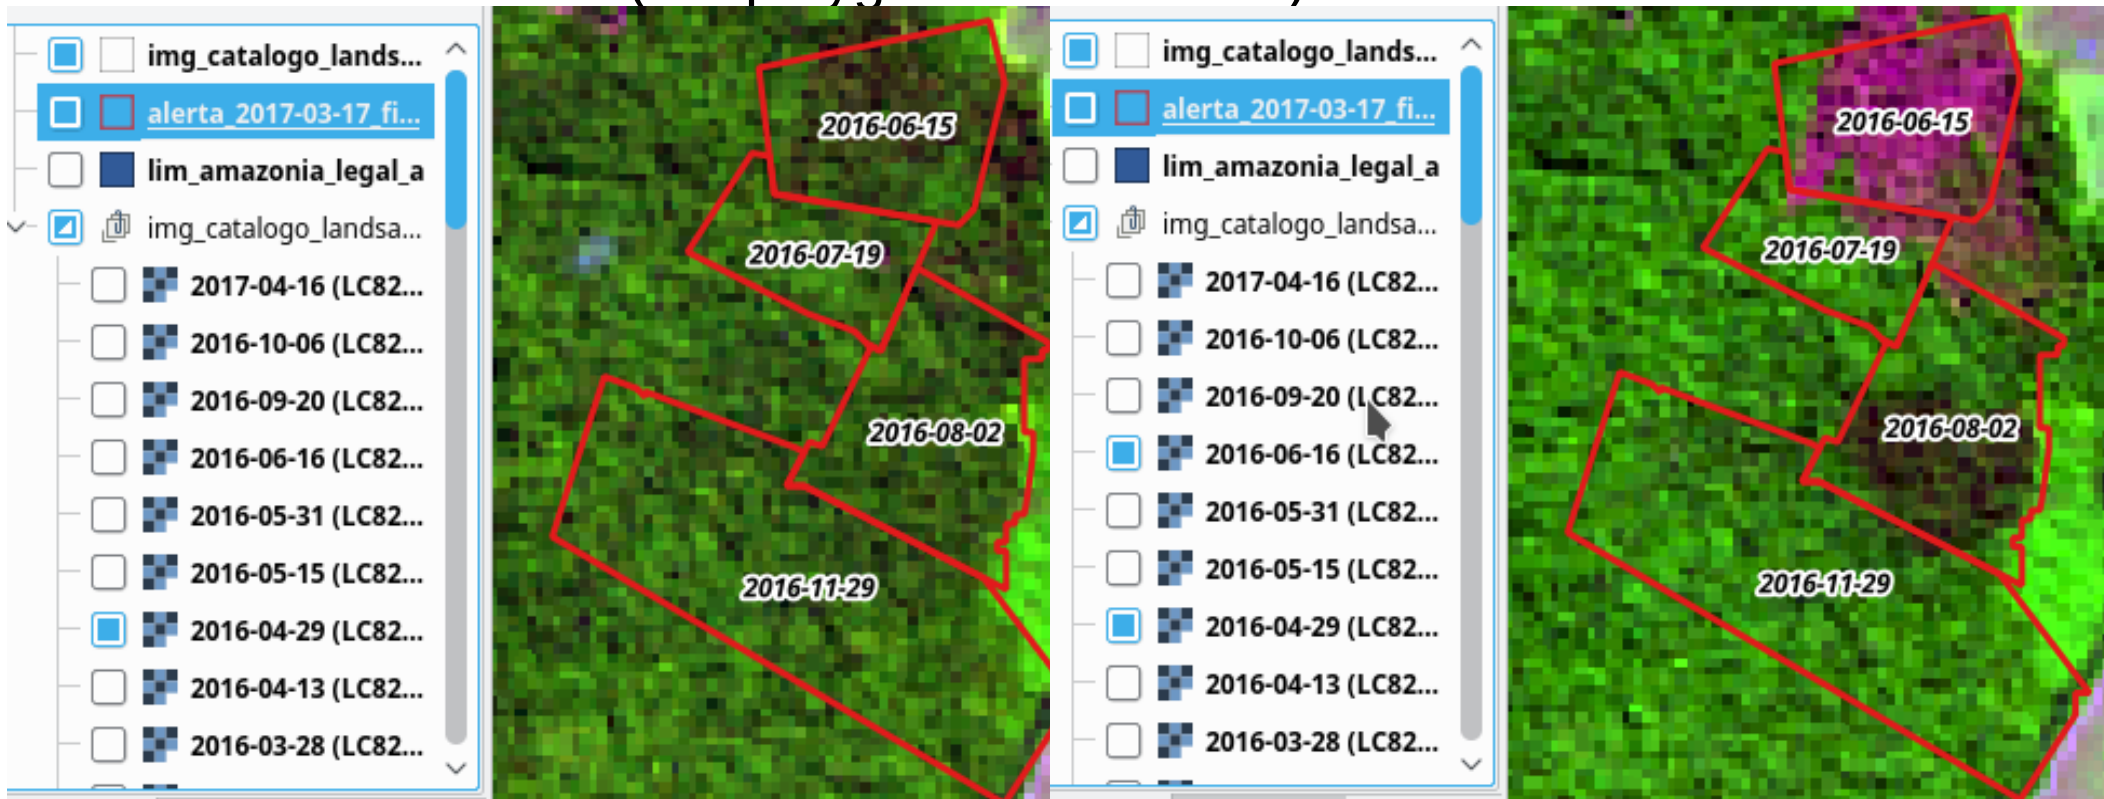 img_catalogo_lands...
alerta_2017-03-17_fi...
lim_amazonia_legal_a
img_catalogo_landsa...
2017-04-16 (LC82...
2016-10-06 (LC82...
2016-09-20 (LC82...
2016-06-16 (LC82...
2016-05-31 (LC82...
2016-05-15 (LC82...
2016-04-29 (LC82...
2016-04-13 (LC82...
2016-03-28 (LC82...
2016-06-15
2016-07-19
2016-08-02
2016-11-29
img_catalogo_lands...
alerta_2017-03-17_fi...
lim_amazonia_legal_a
img_catalogo_landsa...
2017-04-16 (LC82...
2016-10-06 (LC82...
2016-09-20 (LC82...
2016-06-16 (LC82...
2016-05-31 (LC82...
2016-05-15 (LC82...
2016-04-29 (LC82...
2016-04-13 (LC82...
2016-03-28 (LC82...
2016-06-15
2016-07-19
2016-08-02
2016-11-29